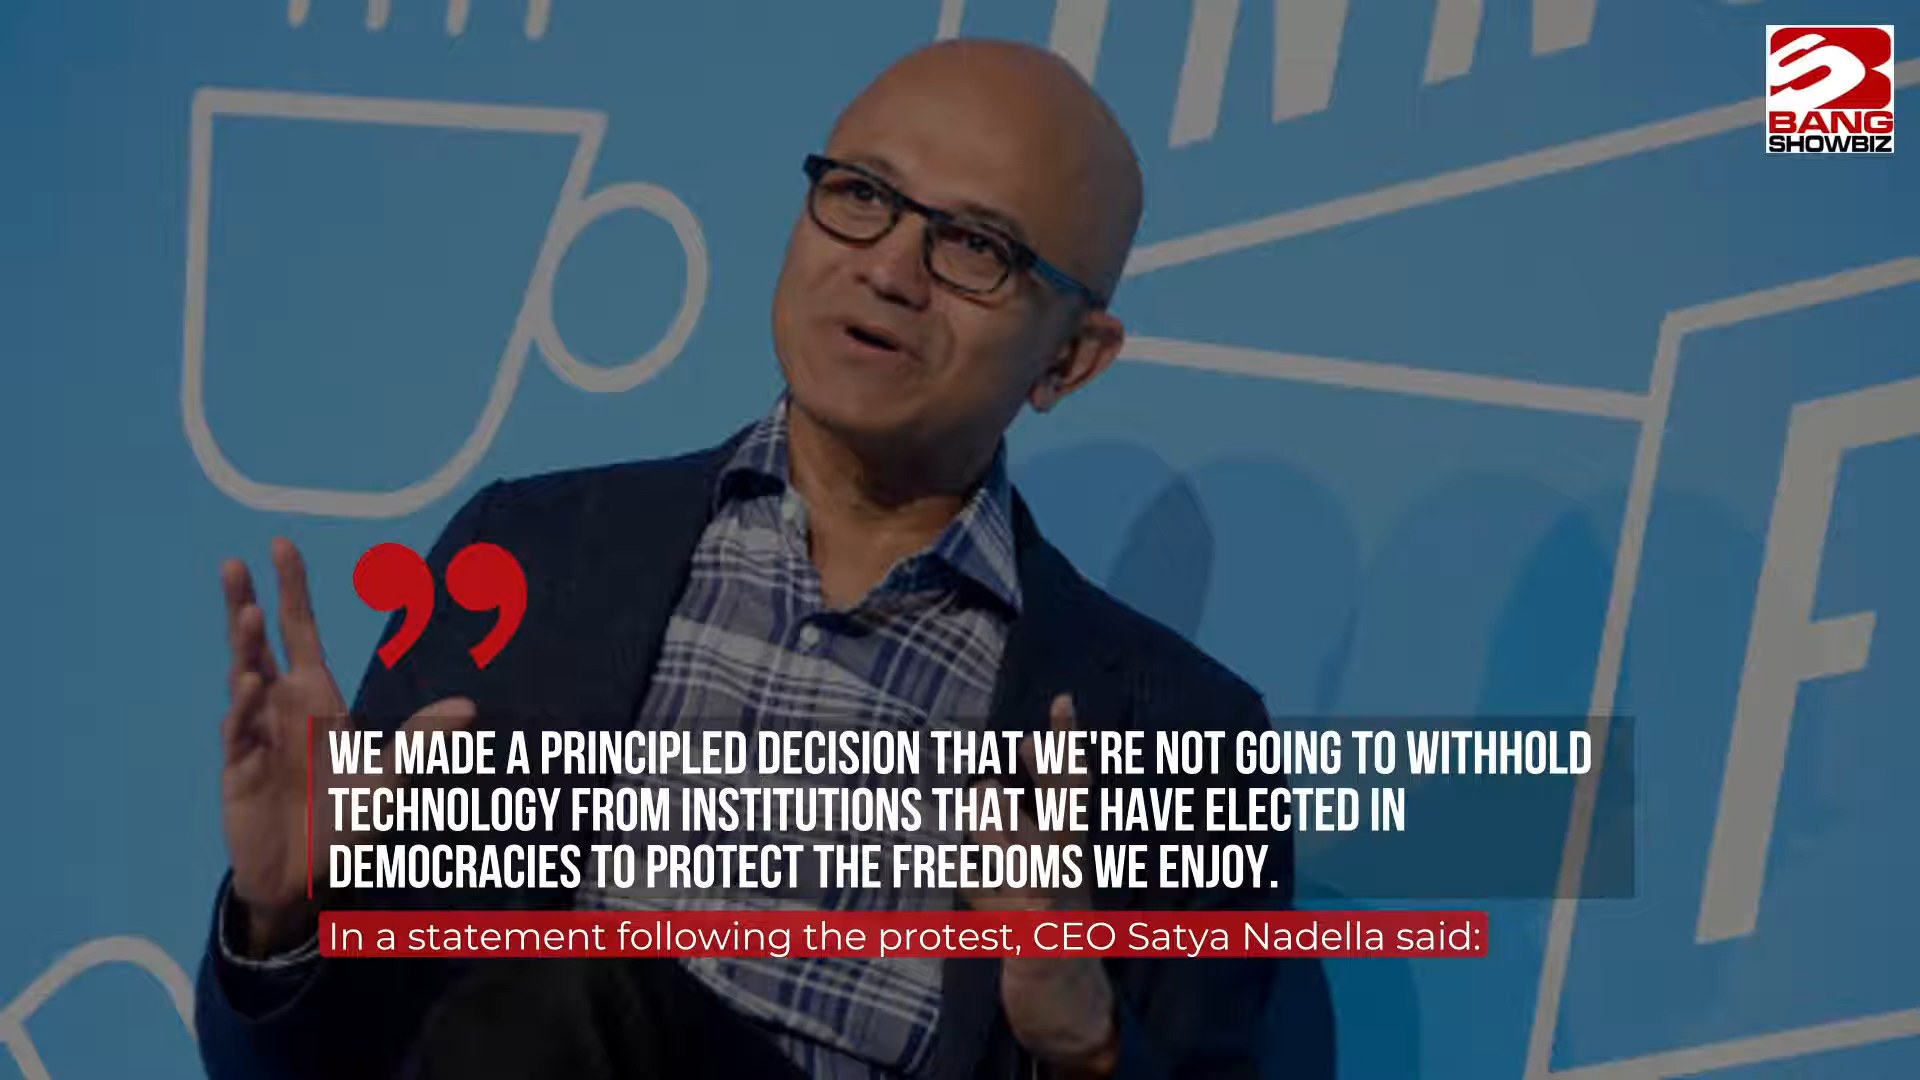 BANG
SHOWBIZ
WE MADE A PRINCIPLED DECISION THAT WE'RE NOT GOING TO WITHHOLD
TECHNOLOGY FROM INSTITUTIONS THAT WE HAVE ELECTED IN
DEMOCRACIES TO PROTECT THE FREEDOMS WE ENJOY.
In a statement following the protest, CEO Satya Nadella said: